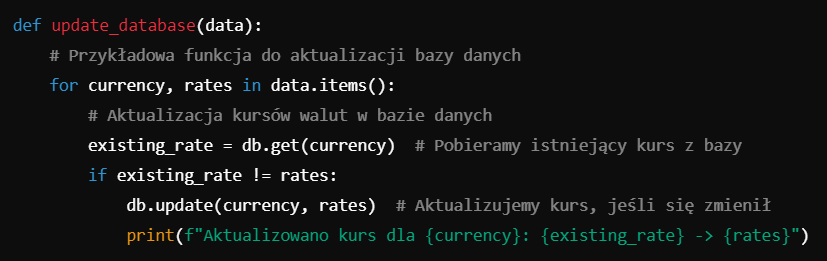 def update_database(data):
    # Przykładowa funkcja do aktualizacji bazy danych
    for currency, rates in data.items():
        # Aktualizacja kursów walut w bazie danych
        existing_rate = db.get(currency)  # Pobieramy istniejący kurs z bazy
        if existing_rate != rates:
            db.update(currency, rates)  # Aktualizujemy kurs, jeśli się zmienił
            print(f"Aktualizowano kurs dla {currency}: {existing_rate} -> {rates}")